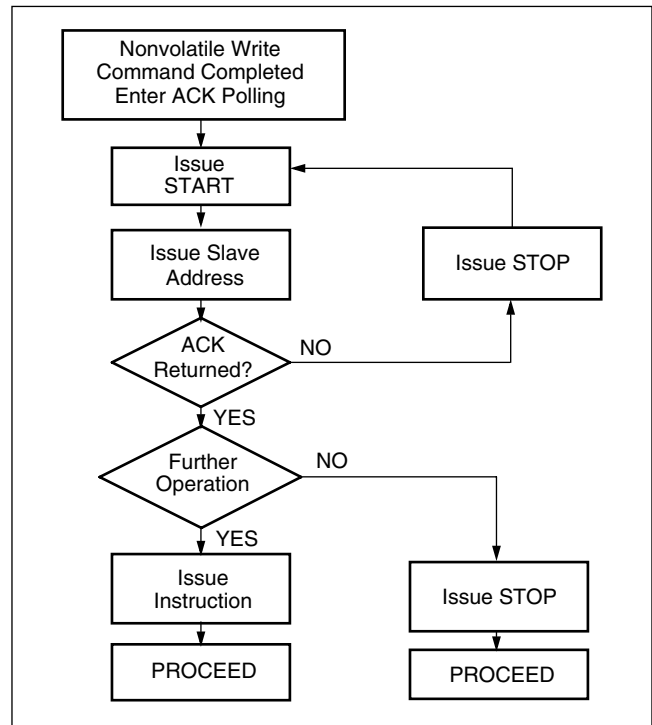 Nonvolatile Write
Command Completed
Enter ACK Polling
Issue
START
Issue Slave
Address
Issue STOP
ACK
Returned?
NO
YES
Further
Operation
NO
YES
Issue
Instruction
Issue STOP
PROCEED
PROCEED